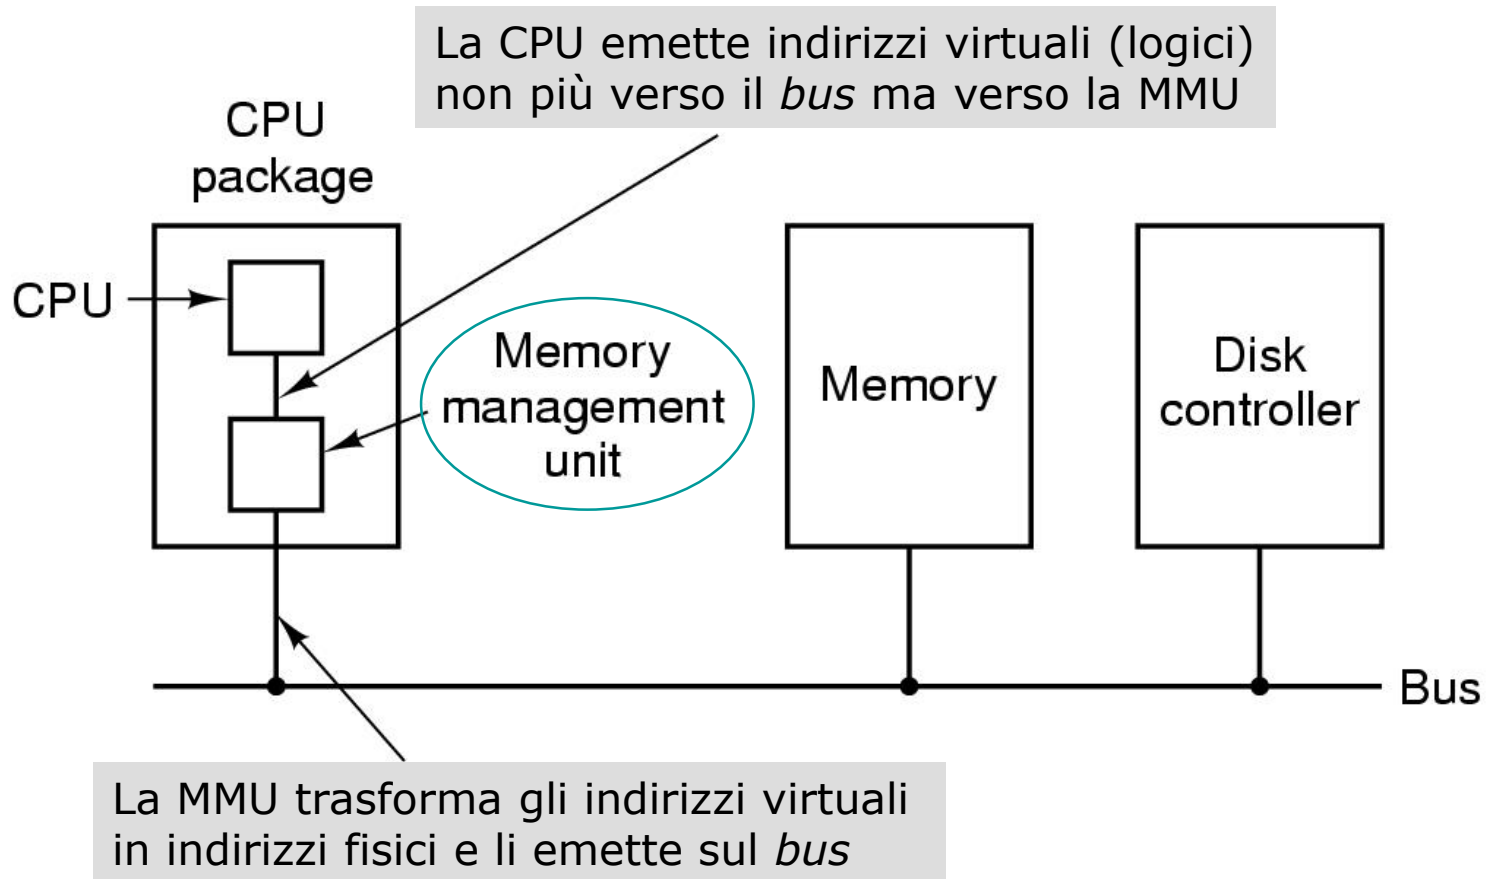 La CPU emette indirizzi virtuali (logici)
non più verso il bus ma verso la MMU
CPU
package
CPU
Memory
management
unit
Memory
Disk
controller
Bus
La MMU trasforma gli indirizzi virtuali
in indirizzi fisici e li emette sul bus